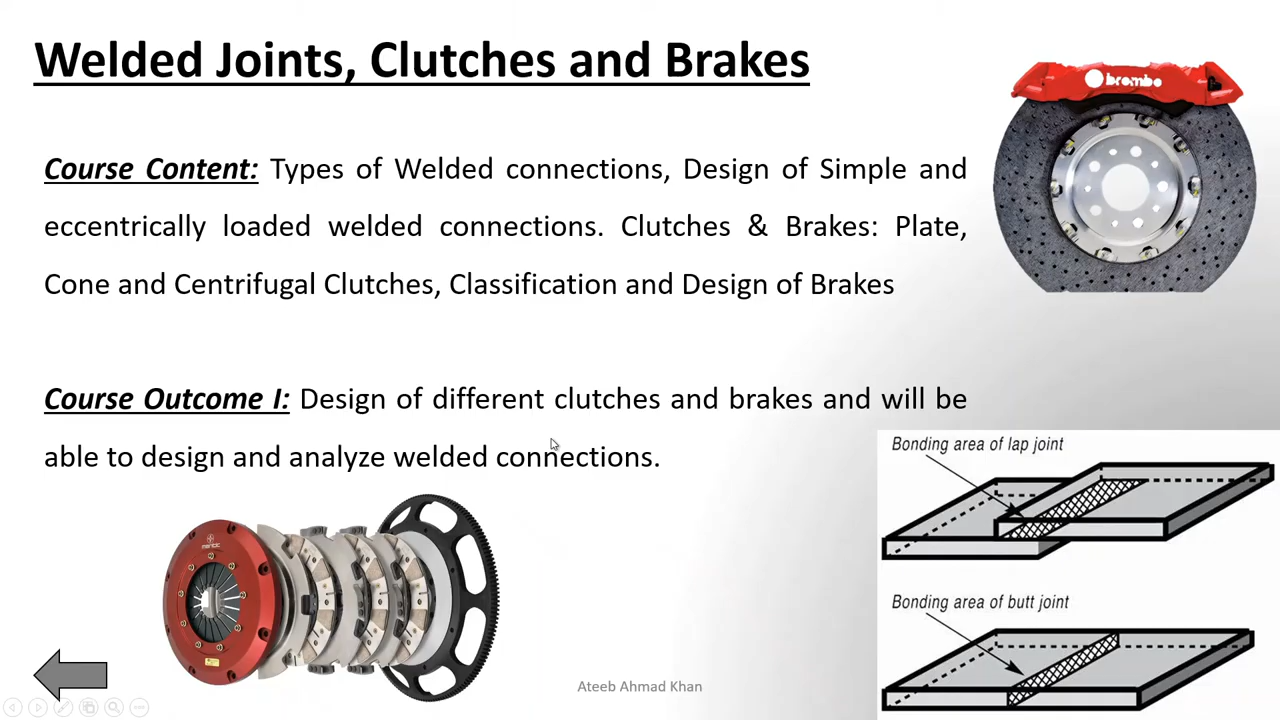 Welded Joints, Clutches and Brakes
brembo
Course Content: Types of Welded connections, Design of Simple and
eccentrically loaded welded connections. Clutches & Brakes: Plate,
Cone and Centrifugal Clutches, Classification and Design of Brakes
Course Outcome I: Design of different clutches and brakes and will be
able to design and analyze welded connections.
Bonding area of lap joint
Bonding area of butt joint
Ateeb Ahmad Khan